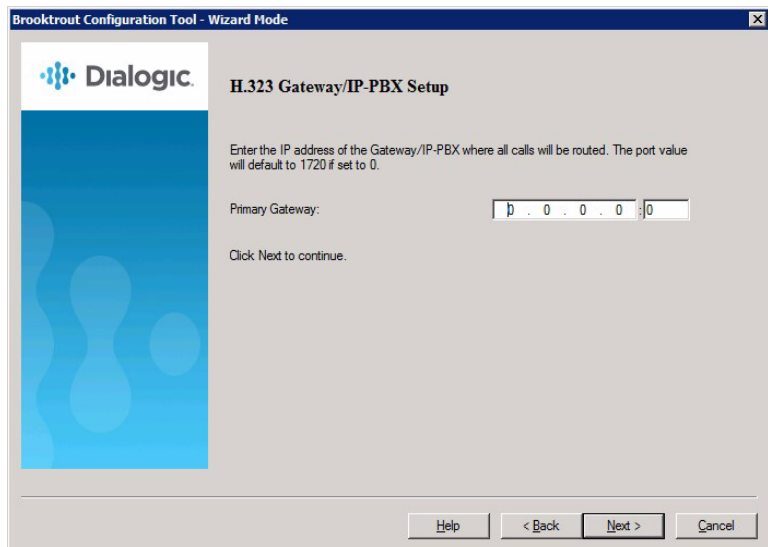 Brooktrout Configuration Tool - Wizard Mode
Dialogic.
H.323 Gateway/IP-PBX Setup
Enter the IP address of the Gateway/IP-PBX where all calls will be routed. The port value
will default to 1720 if set to 0.
Primary Gateway: 0 . 0 . 0 . 0 : 0
Click Next to continue.
Help < Back Next > Cancel